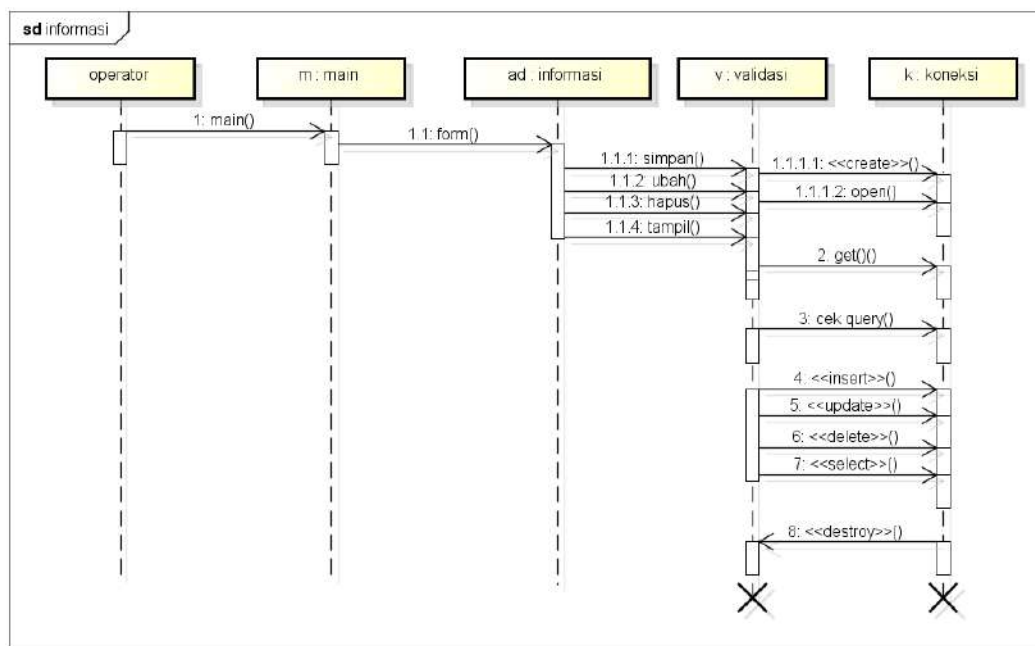 sd informasi
operator
m : main
ad : informasi
v : validasi
k : koneksi
1: main()
1.1: form()
1.1.1: simpan()
1.1.1.1: <<create>>()
1.1.2: ubah()
1.1.1.2: open()
1.1.3: hapus()
1.1.4: tampil()
2: get()()
3: cek query()
4: <<insert>>()
5: <<update>>()
6: <<delete>>()
7: <<select>>()
8: <<destroy>>()